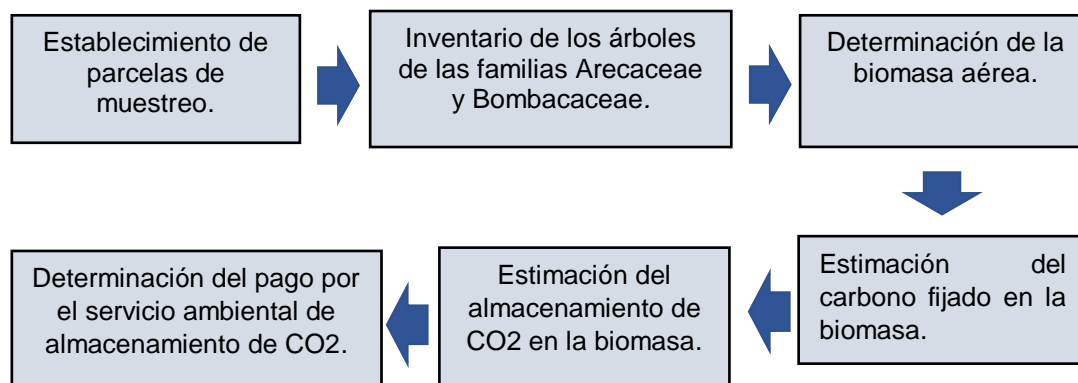 Establecimiento de
parcelas de
muestreo.
Inventario de los árboles
de las familias Arecaceae
y Bombacaceae.
Determinación de la
biomasa aérea.
Estimación del
carbono fijado en la
biomasa.
Estimación del
almacenamiento de
CO2 en la biomasa.
Determinación del pago por
el servicio ambiental de
almacenamiento de CO2.